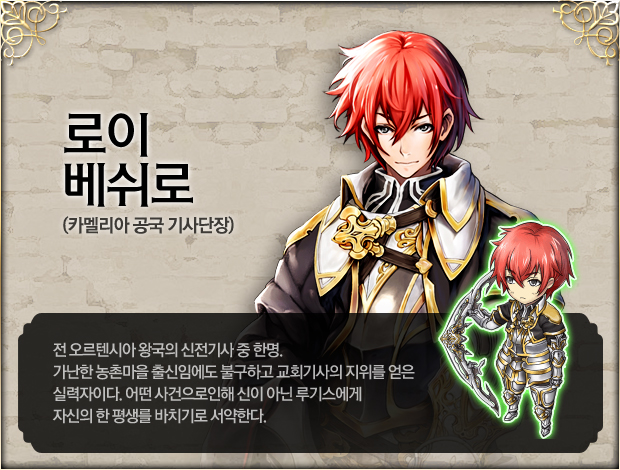 로이
베쉬로
(카멜리아 공국 기사단장)
전 오르텐시아 왕국의 신전기사 중 한명.
가난한 농촌마을 출신임에도 불구하고 교회기사의 지위를 얻은
실력자이다. 어떤 사건으로인해 신이 아닌 루기스에게
자신의 한 평생를 바치기로 서약한다.